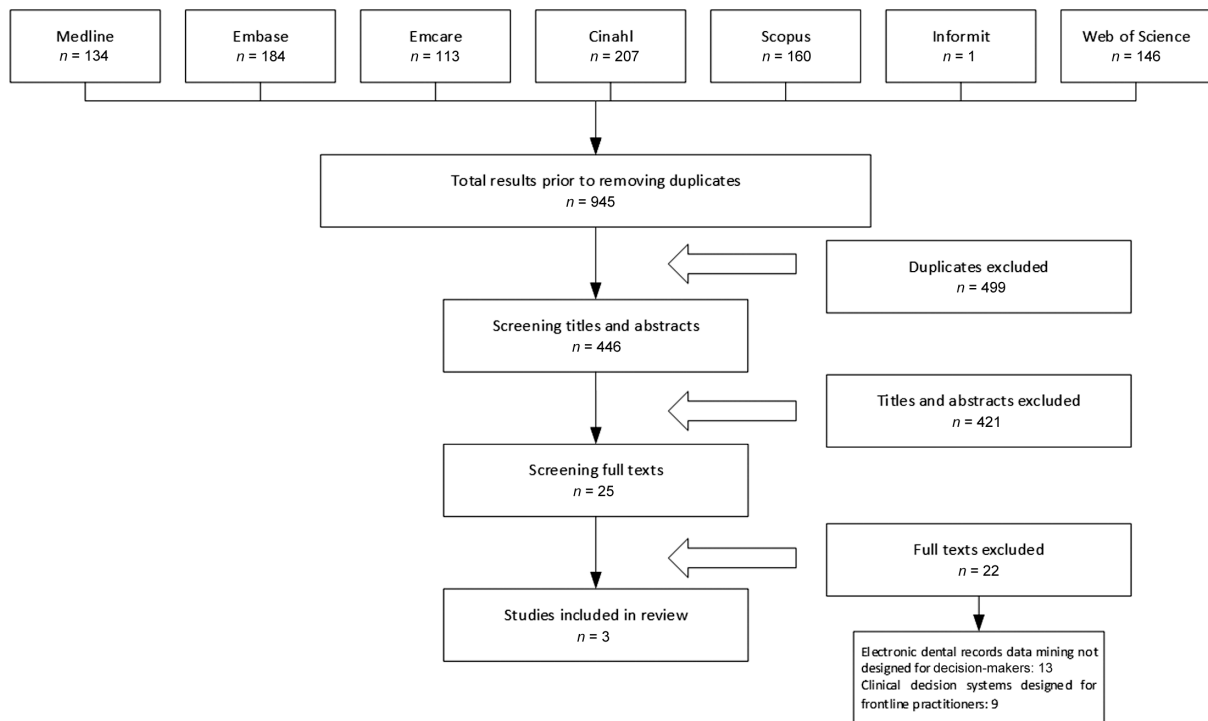 Medline
n = 134
Embase
n = 184
Emcare
n = 113
Cinahl
n = 207
Scopus
n = 160
Informit
n = 1
Web of Science
n = 146
Total results prior to removing duplicates
n = 945
Duplicates excluded
n = 499
Screening titles and abstracts
n = 446
Titles and abstracts excluded
n = 421
Screening full texts
n = 25
Full texts excluded
n = 22
Studies included in review
n = 3
Electronic dental records data mining not
designed for decision-makers: 13
Clinical decision systems designed for
frontline practitioners: 9